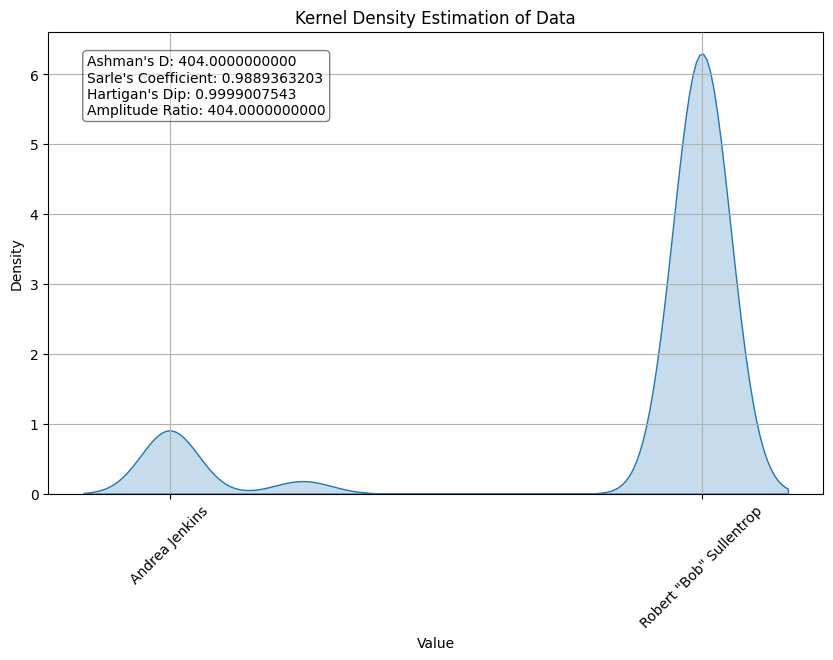 Kernel Density Estimation of Data
Ashman's D: 404.0000000000
Sarle's Coefficient: 0.9889363203
Hartigan's Dip: 0.9999007543
Amplitude Ratio: 404.0000000000
6
5
4
3
2
1
0
Density
Andrea Jenkins
Robert "Bob" Sullentrop
Value